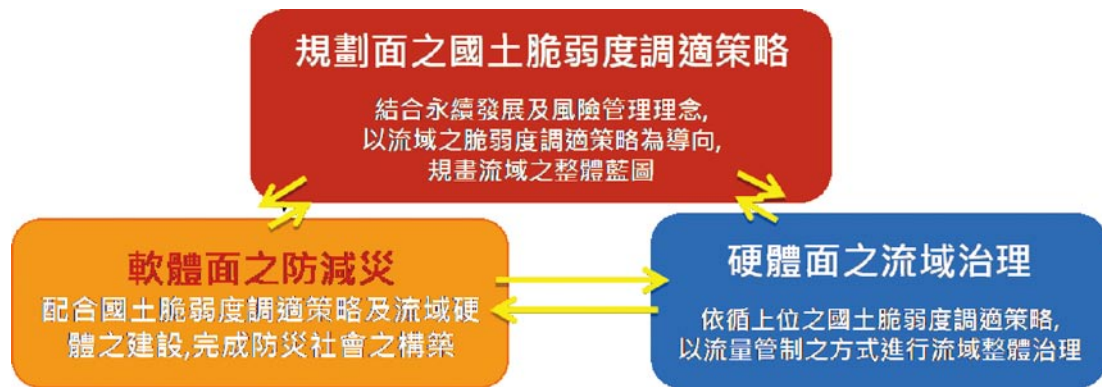 規劃面之國土脆弱度調適策略
結合永續發展及風險管理理念,
以流域之脆弱度調適策略為導向,
規畫流域之整體藍圖
軟體面之防減災
配合國土脆弱度調適策略及流域硬
體之建設,完成防災社會之構築
硬體面之流域治理
依循上位之國土脆弱度調適策略,
以流量管制之方式進行流域整體治理